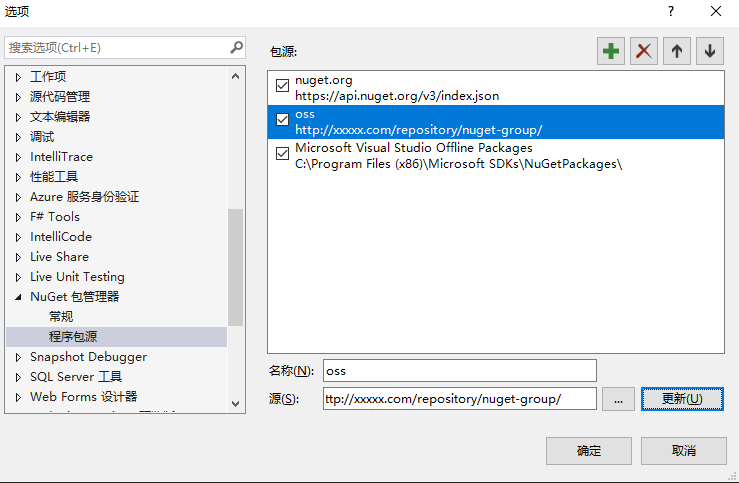 选项
?
搜索选项(Ctrl+E)
工作项
源代码管理
文本编辑器
调试
IntelliTrace
性能工具
Azure 服务身份验证
F# Tools
IntelliCode
Live Share
Live Unit Testing
NuGet 包管理器
常规
程序包源
Snapshot Debugger
SQL Server 工具
Web Forms 设计器
包源:
nuget.org
https://api.nuget.org/v3/index.json
oss
http://xxxxx.com/repository/nuget-group/
Microsoft Visual Studio Offline Packages
C:\Program Files (x86)\Microsoft SDKs\NuGetPackages\
名称(N): oss
源(S): ttp://xxxxx.com/repository/nuget-group/ ... 更新(U)
确定 取消